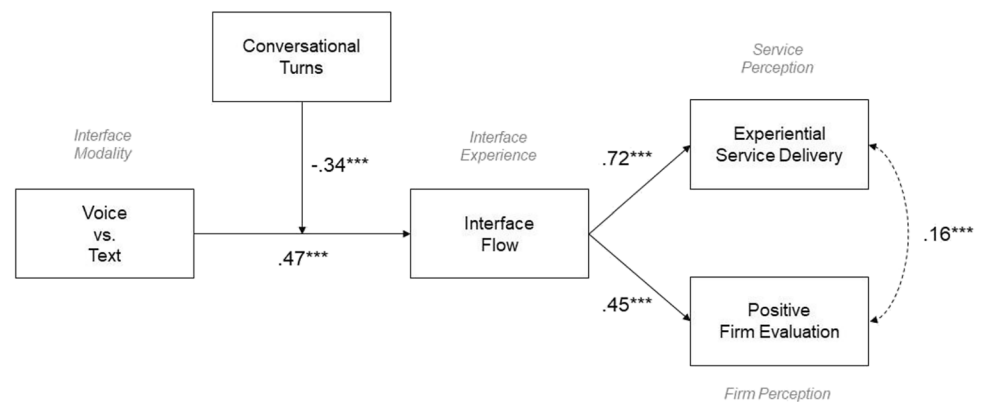 Conversational
Turns
Service
Perception
Interface
Modality
Interface
Experience
Experiential
Service Delivery
-.34***
.72***
Voice
vs.
Text
Interface
Flow
.16***
.47***
.45***
Positive
Firm Evaluation
Firm Perception